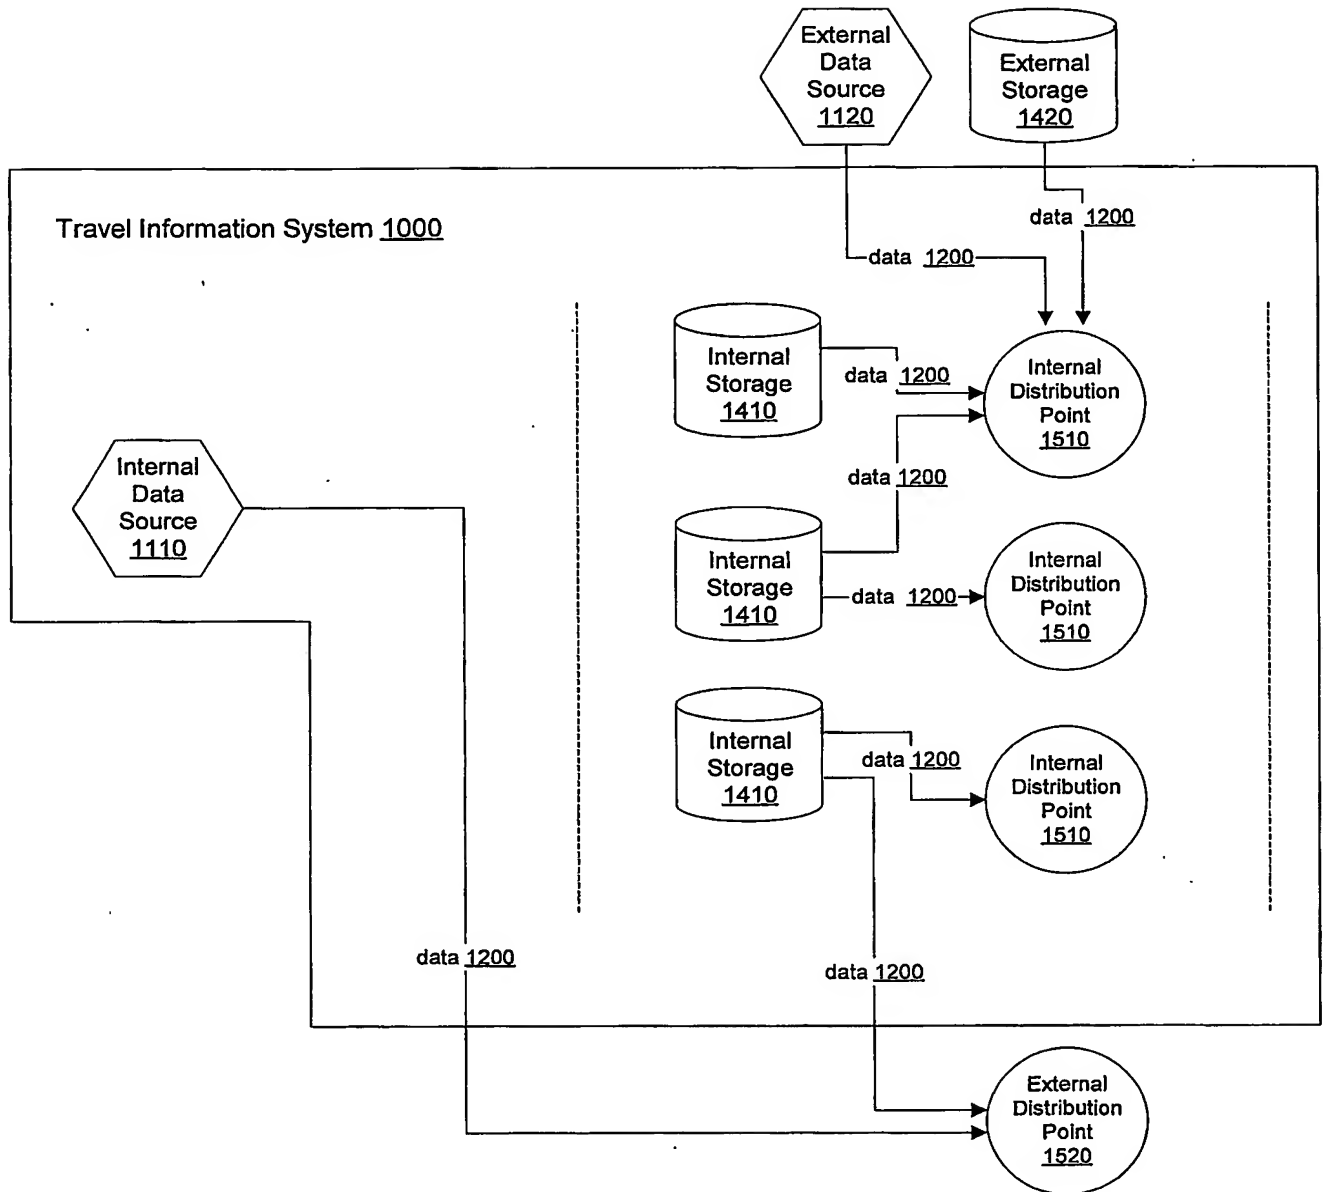 External
Data
Source
1120
External
Storage
1420
Travel Information System 1000
data 1200
data 1200
Internal
Storage
1410
data 1200
Internal
Distribution
Point
1510
Internal
Data
Source
1110
data 1200
Internal
Storage
1410
data 1200
Internal
Distribution
Point
1510
Internal
Storage
1410
data 1200
Internal
Distribution
Point
1510
data 1200
data 1200
External
Distribution
Point
1520